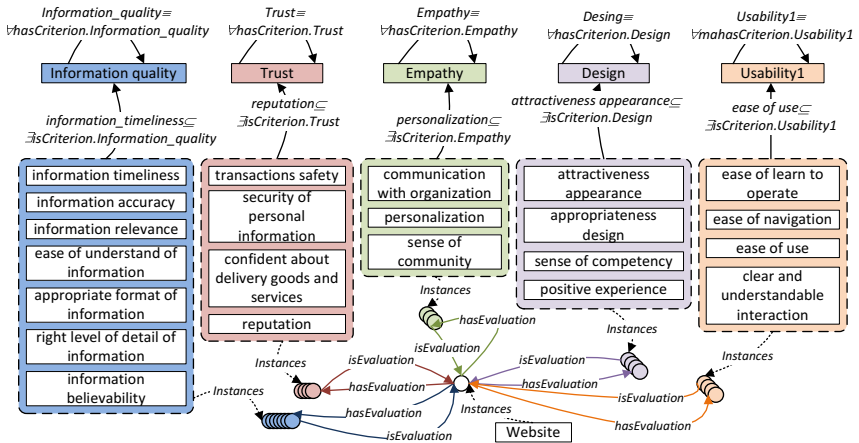 Information_quality≡
∀hasCriterion.Information_quality
Trust≡
∀hasCriterion.Trust
Empathy≡
∀hasCriterion.Empathy
Desing≡
∀hasCriterion.Design
Usability1≡
∀mahasCriterion.Usability1
Information quality
Trust
Empathy
Design
Usability1
information_timeliness⊆
∃isCriterion.Information_quality
reputation⊆
∃isCriterion.Trust
personalization⊆
∃isCriterion.Empathy
attractiveness appearance⊆
∃isCriterion.Design
ease of use⊆
∃isCriterion.Usability1
information timeliness
information accuracy
information relevance
ease of understand of
information
appropriate format of
information
right level of detail of
information
information
believability
transactions safety
security of
personal
information
confident about
delivery goods and
services
reputation
communication
with organization
personalization
sense of
community
attractiveness
appearance
appropriateness
design
sense of competency
positive experience
ease of learn to
operate
ease of navigation
ease of use
clear and
understandable
interaction
Instances
hasEvaluation
isEvaluation
Instances
isEvaluation
hasEvaluation
Instances
hasEvaluation
isEvaluation
Instances
isEvaluation
hasEvaluation
Instances
isEvaluation
hasEvaluation
Instances
Website